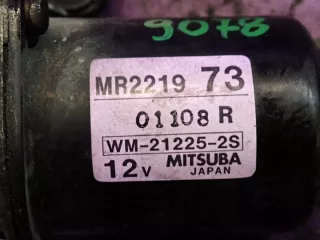 9078
MR2219 73
01108 R
WM-21225-2S
12V MITSUBA
JAPAN